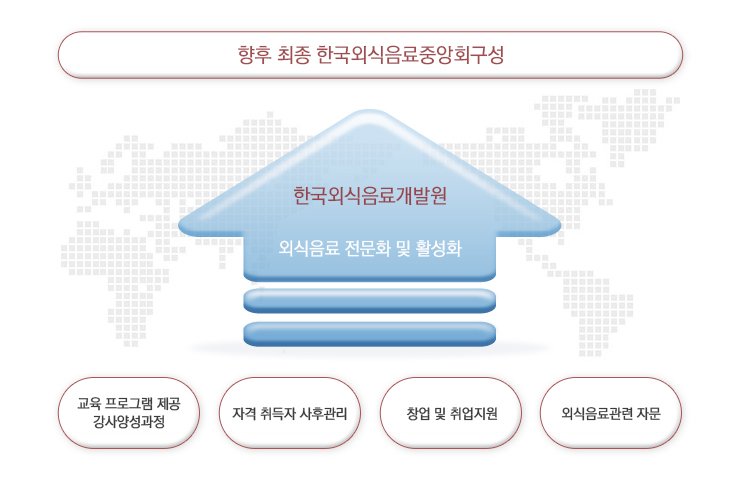 향후 최종 한국외식음료중앙회구성
한국외식음료개발원
외식음료 전문화 및 활성화
교육 프로그램 제공
강사양성과정
자격 취득자 사후관리
창업 및 취업지원
외식음료관련 자문